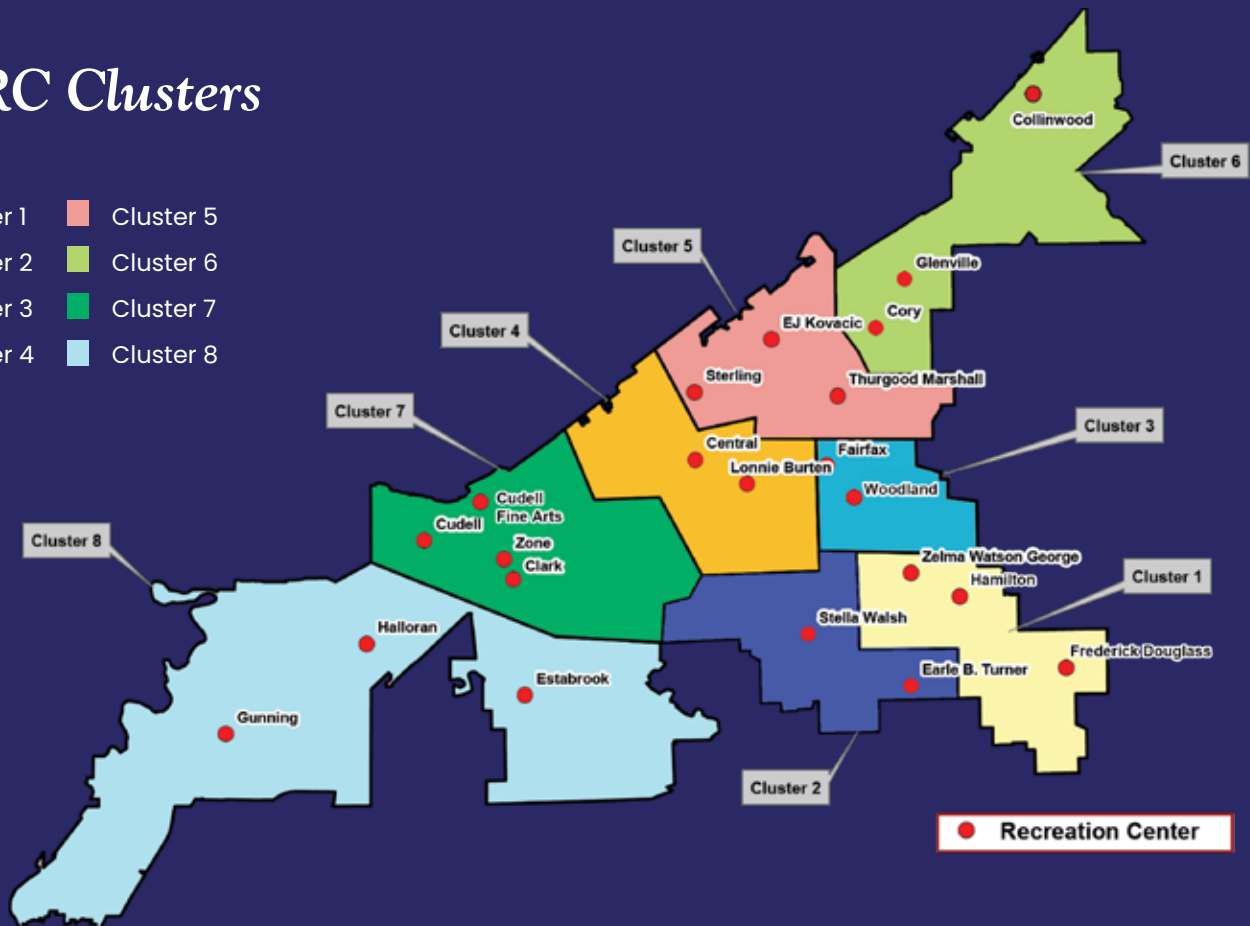 RC Clusters
er 1 Cluster 5
er 2 Cluster 6
er 3 Cluster 7
er 4 Cluster 8
Collinwood
Cluster 6
Cluster 5
Glenville
Cory
EJ Kovacic
Cluster 4
Sterling
Thurgood Marshall
Cluster 7
Cluster 3
Central
Fairfax
Lonnie Burten
Woodland
Cudell
Fine Arts
Cudell
Zone
Clark
Cluster 8
Zelma Watson George
Hamilton
Cluster 1
Stella Walsh
Halloran
Frederick Douglass
Earle B. Turner
Estabrook
Gunning
Cluster 2
Recreation Center